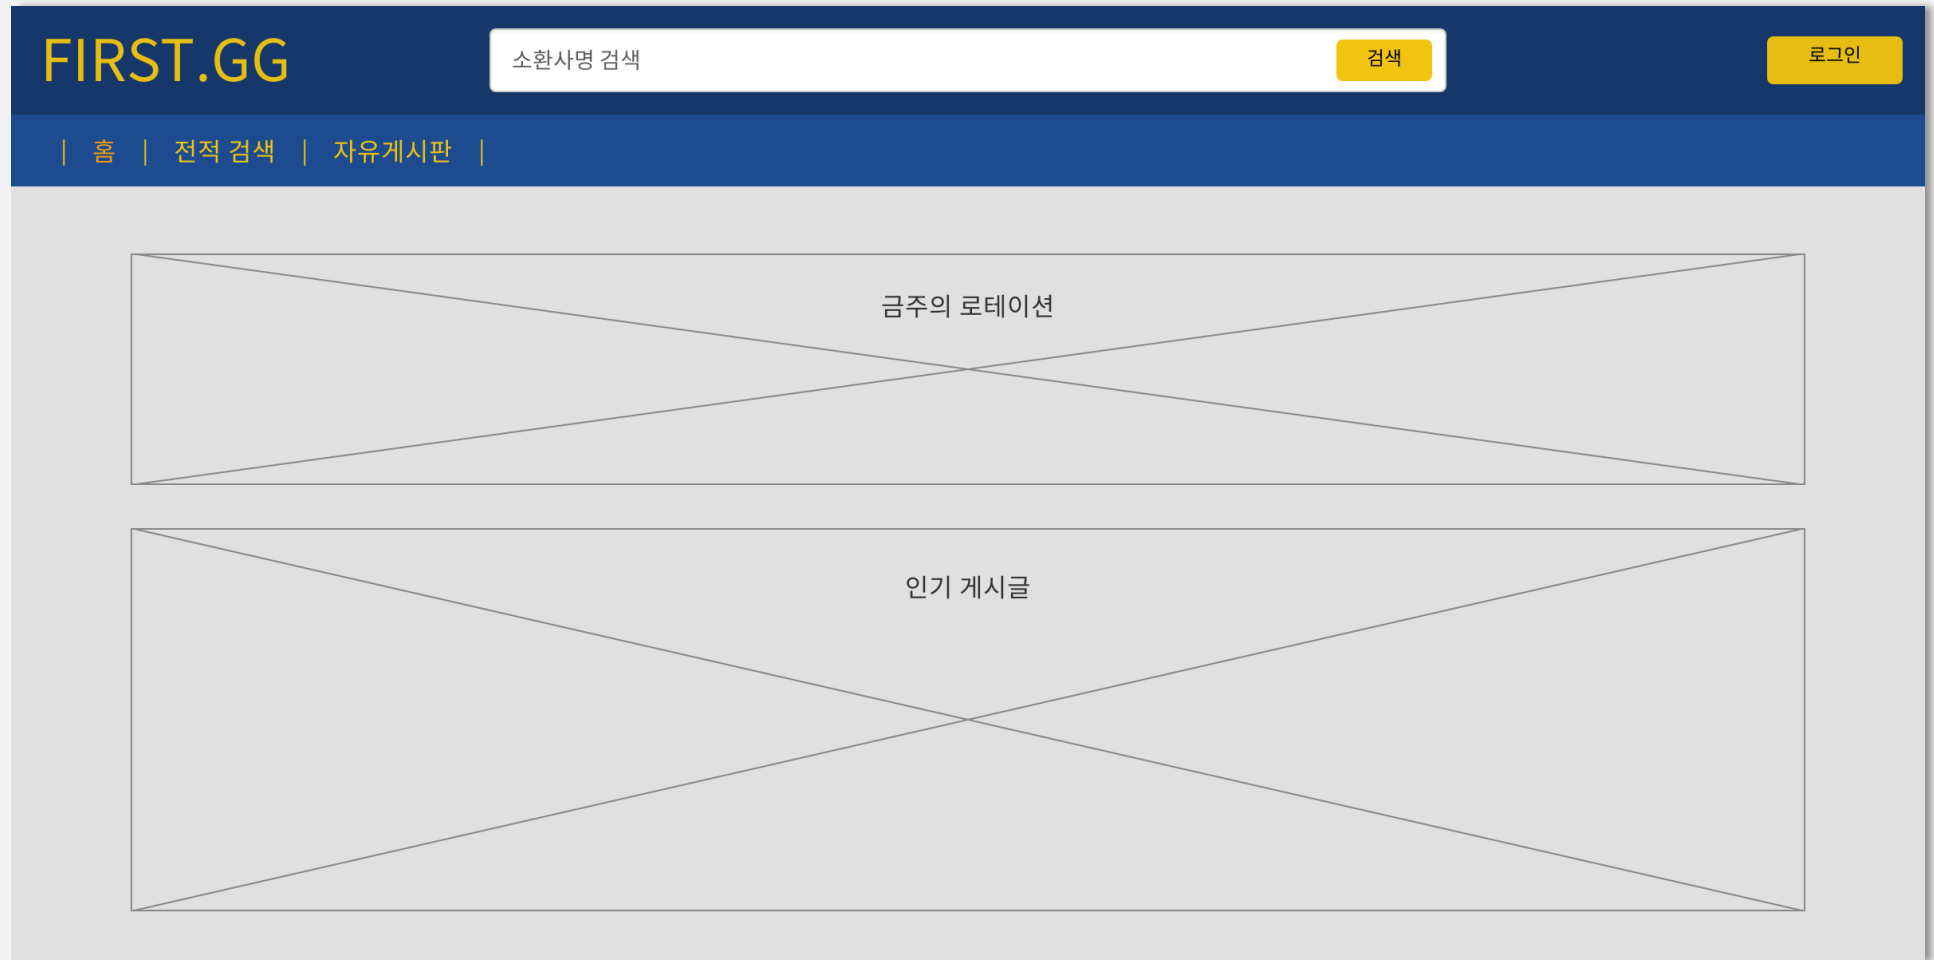 FIRST.GG
소환사명 검색
검색
로그인
| 홈 | 전적 검색 | 자유게시판 |
금주의 로테이션
인기 게시글